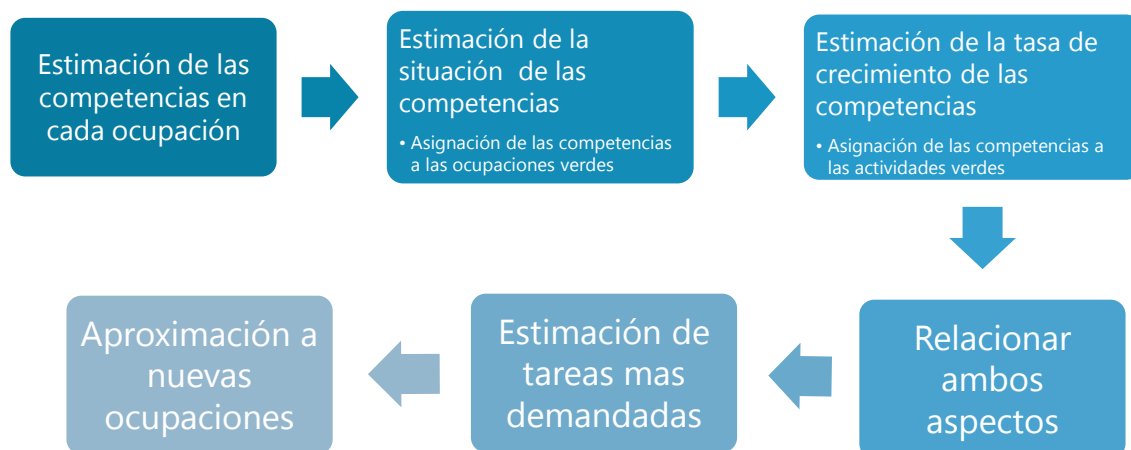 Estimación de las
competencias en
cada ocupación
Estimación de la
situación de las
competencias
• Asignación de las competencias
a las ocupaciones verdes
Estimación de la tasa de
crecimiento de las
competencias
• Asignación de las competencias a
las actividades verdes
Relacionar
ambos
aspectos
Estimación de
tareas mas
demandadas
Aproximación a
nuevas
ocupaciones